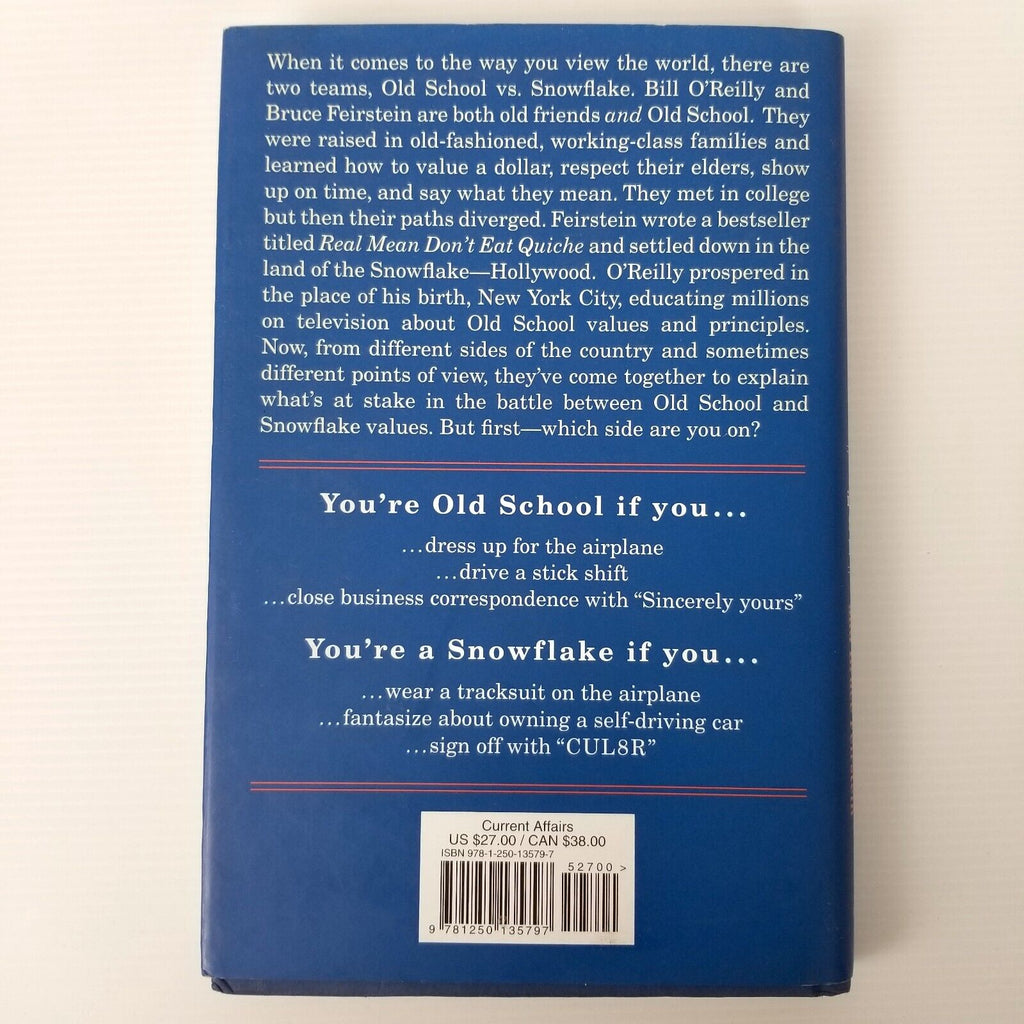 When it comes to the way you view the world, there are
two teams, Old School vs. Snowflake. Bill O'Reilly and
Bruce Feirstein are both old friends and Old School. They
were raised in old-fashioned, working-class families and
learned how to value a dollar, respect their elders, show
up on time, and say what they mean. They met in college
but then their paths diverged. Feirstein wrote a bestseller
titled Real Mean Don't Eat Quiche and settled down in the
land of the Snowflake—Hollywood. O'Reilly prospered in
the place of his birth, New York City, educating millions
on television about Old School values and principles.
Now, from different sides of the country and sometimes
different points of view, they've come together to explain
what's at stake in the battle between Old School and
Snowflake values. But first—which side are you on?
You're Old School if you...
...dress up for the airplane
...drive a stick shift
...close business correspondence with “Sincerely yours”
You're a Snowflake if you...
...wear a tracksuit on the airplane
...fantasize about owning a self-driving car
...sign off with “CUL8R”
Current Affairs
US $27.00 / CAN $38.00
ISBN 978-1-250-13579-7
52700 >
9 781250 135797